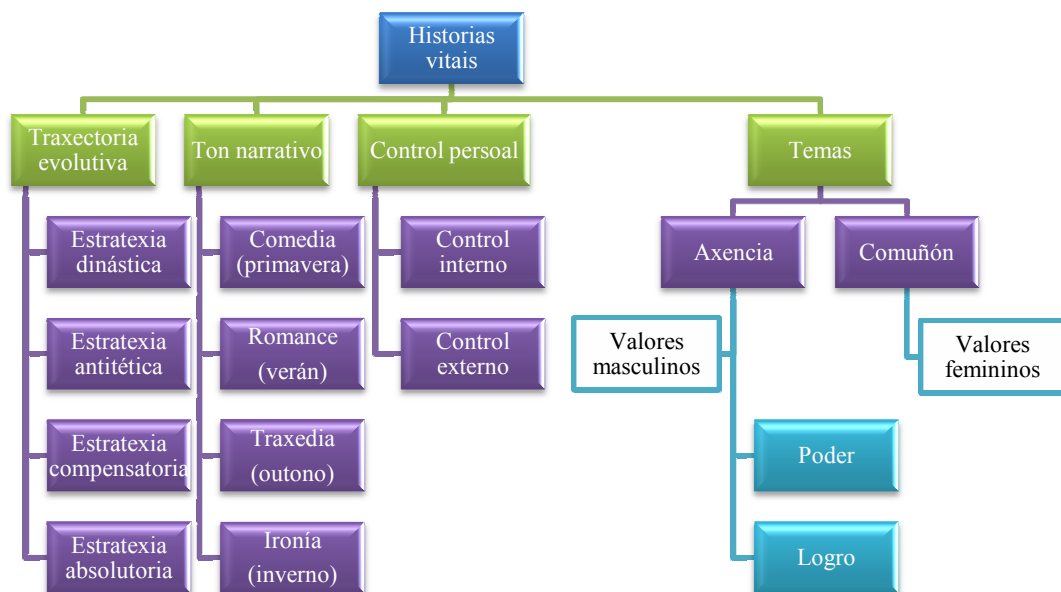 Historias
vitais
Traxectoria
evolutiva
Ton narrativo
Control persoal
Temas
Estratexia
dinástica
Estratexia
antitética
Estratexia
compensatoria
Estratexia
absolutoria
Comedia
(primavera)
Romance
(verán)
Traxedia
(outono)
Ironía
(inverno)
Control
interno
Control
externo
Axencia
Comuñón
Valores
masculinos
Valores
femininos
Poder
Logro